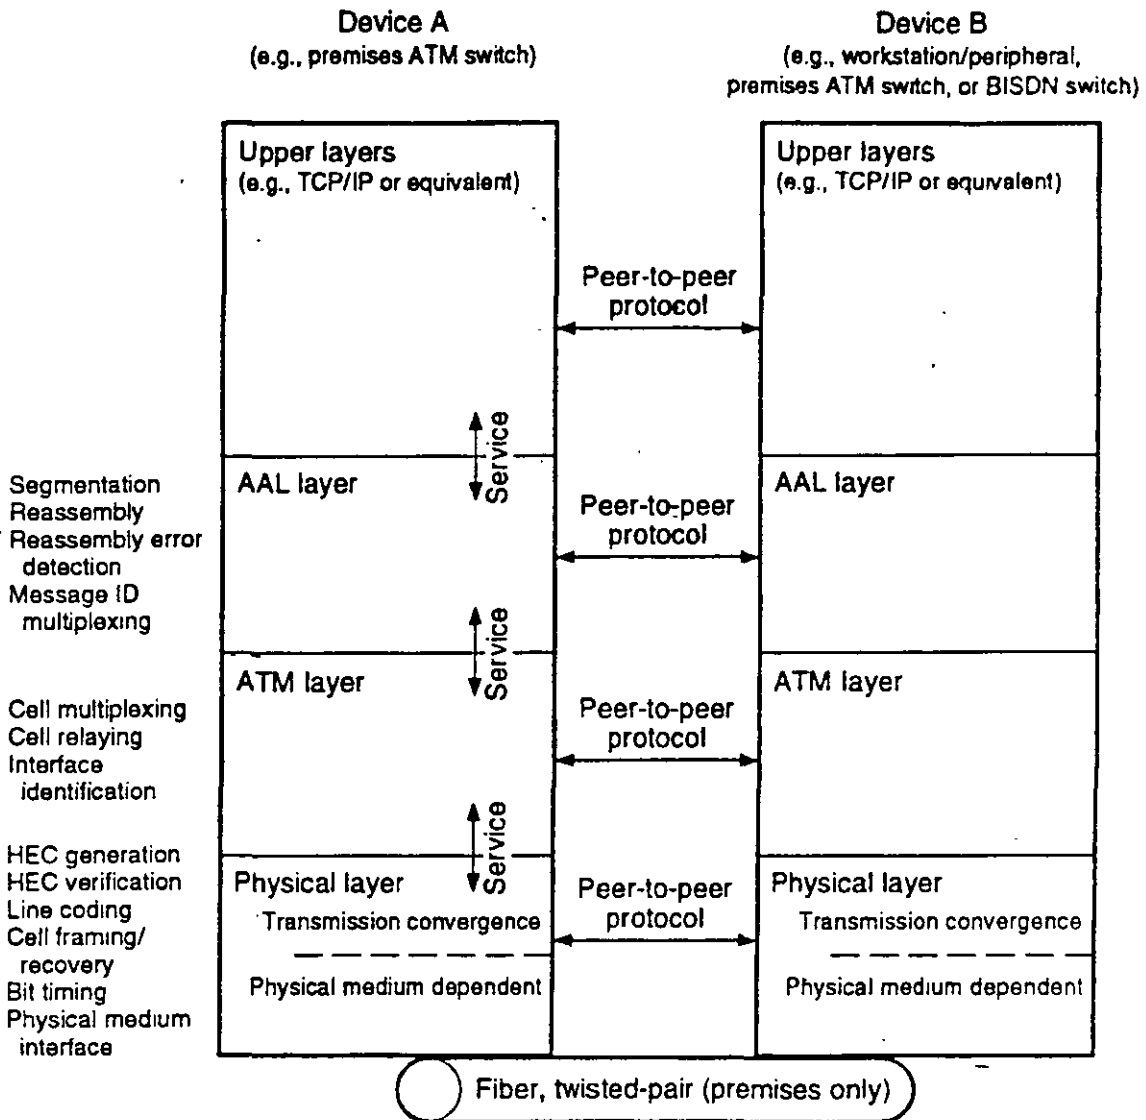 Device A
(e.g., premises ATM switch)
Device B
(e.g., workstation/peripheral,
premises ATM switch, or BISDN switch)
Upper layers
(e.g., TCP/IP or equivalent)
Upper layers
(e.g., TCP/IP or equivalent)
Peer-to-peer
protocol
Service
Segmentation
Reassembly
Reassembly error
detection
Message ID
multiplexing
AAL layer
Peer-to-peer
protocol
AAL layer
Service
Cell multiplexing
Cell relaying
Interface
identification
ATM layer
Peer-to-peer
protocol
ATM layer
Service
HEC generation
HEC verification
Line coding
Cell framing/
recovery
Bit timing
Physical medium
interface
Physical layer
Transmission convergence
Physical medium dependent
Peer-to-peer
protocol
Physical layer
Transmission convergence
Physical medium dependent
Fiber, twisted-pair (premises only)